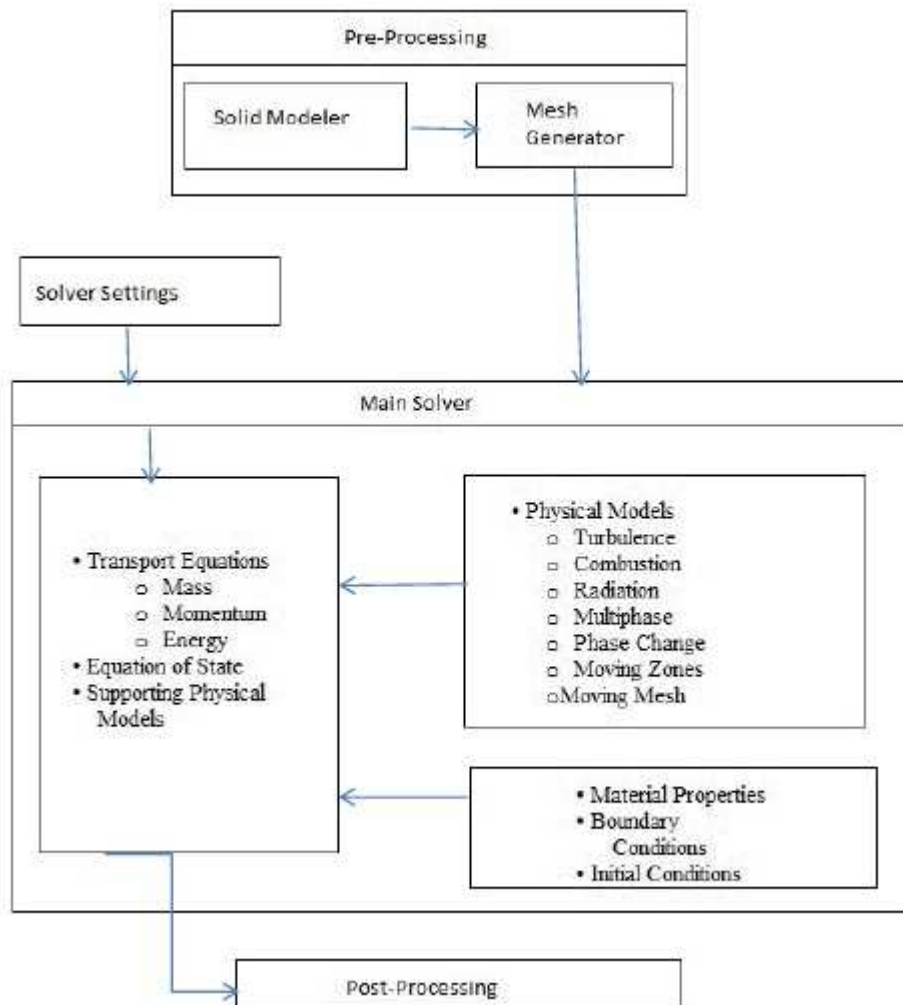 Pre-Processing
Solid Modeler
Mesh
Generator
Solver Settings
Main Solver
• Transport Equations
o Mass
o Momentum
o Energy
• Equation of State
• Supporting Physical
Models
• Physical Models
o Turbulence
o Combustion
o Radiation
o Multiphase
o Phase Change
o Moving Zones
o Moving Mesh
• Material Properties
• Boundary
Conditions
• Initial Conditions
Post-Processing